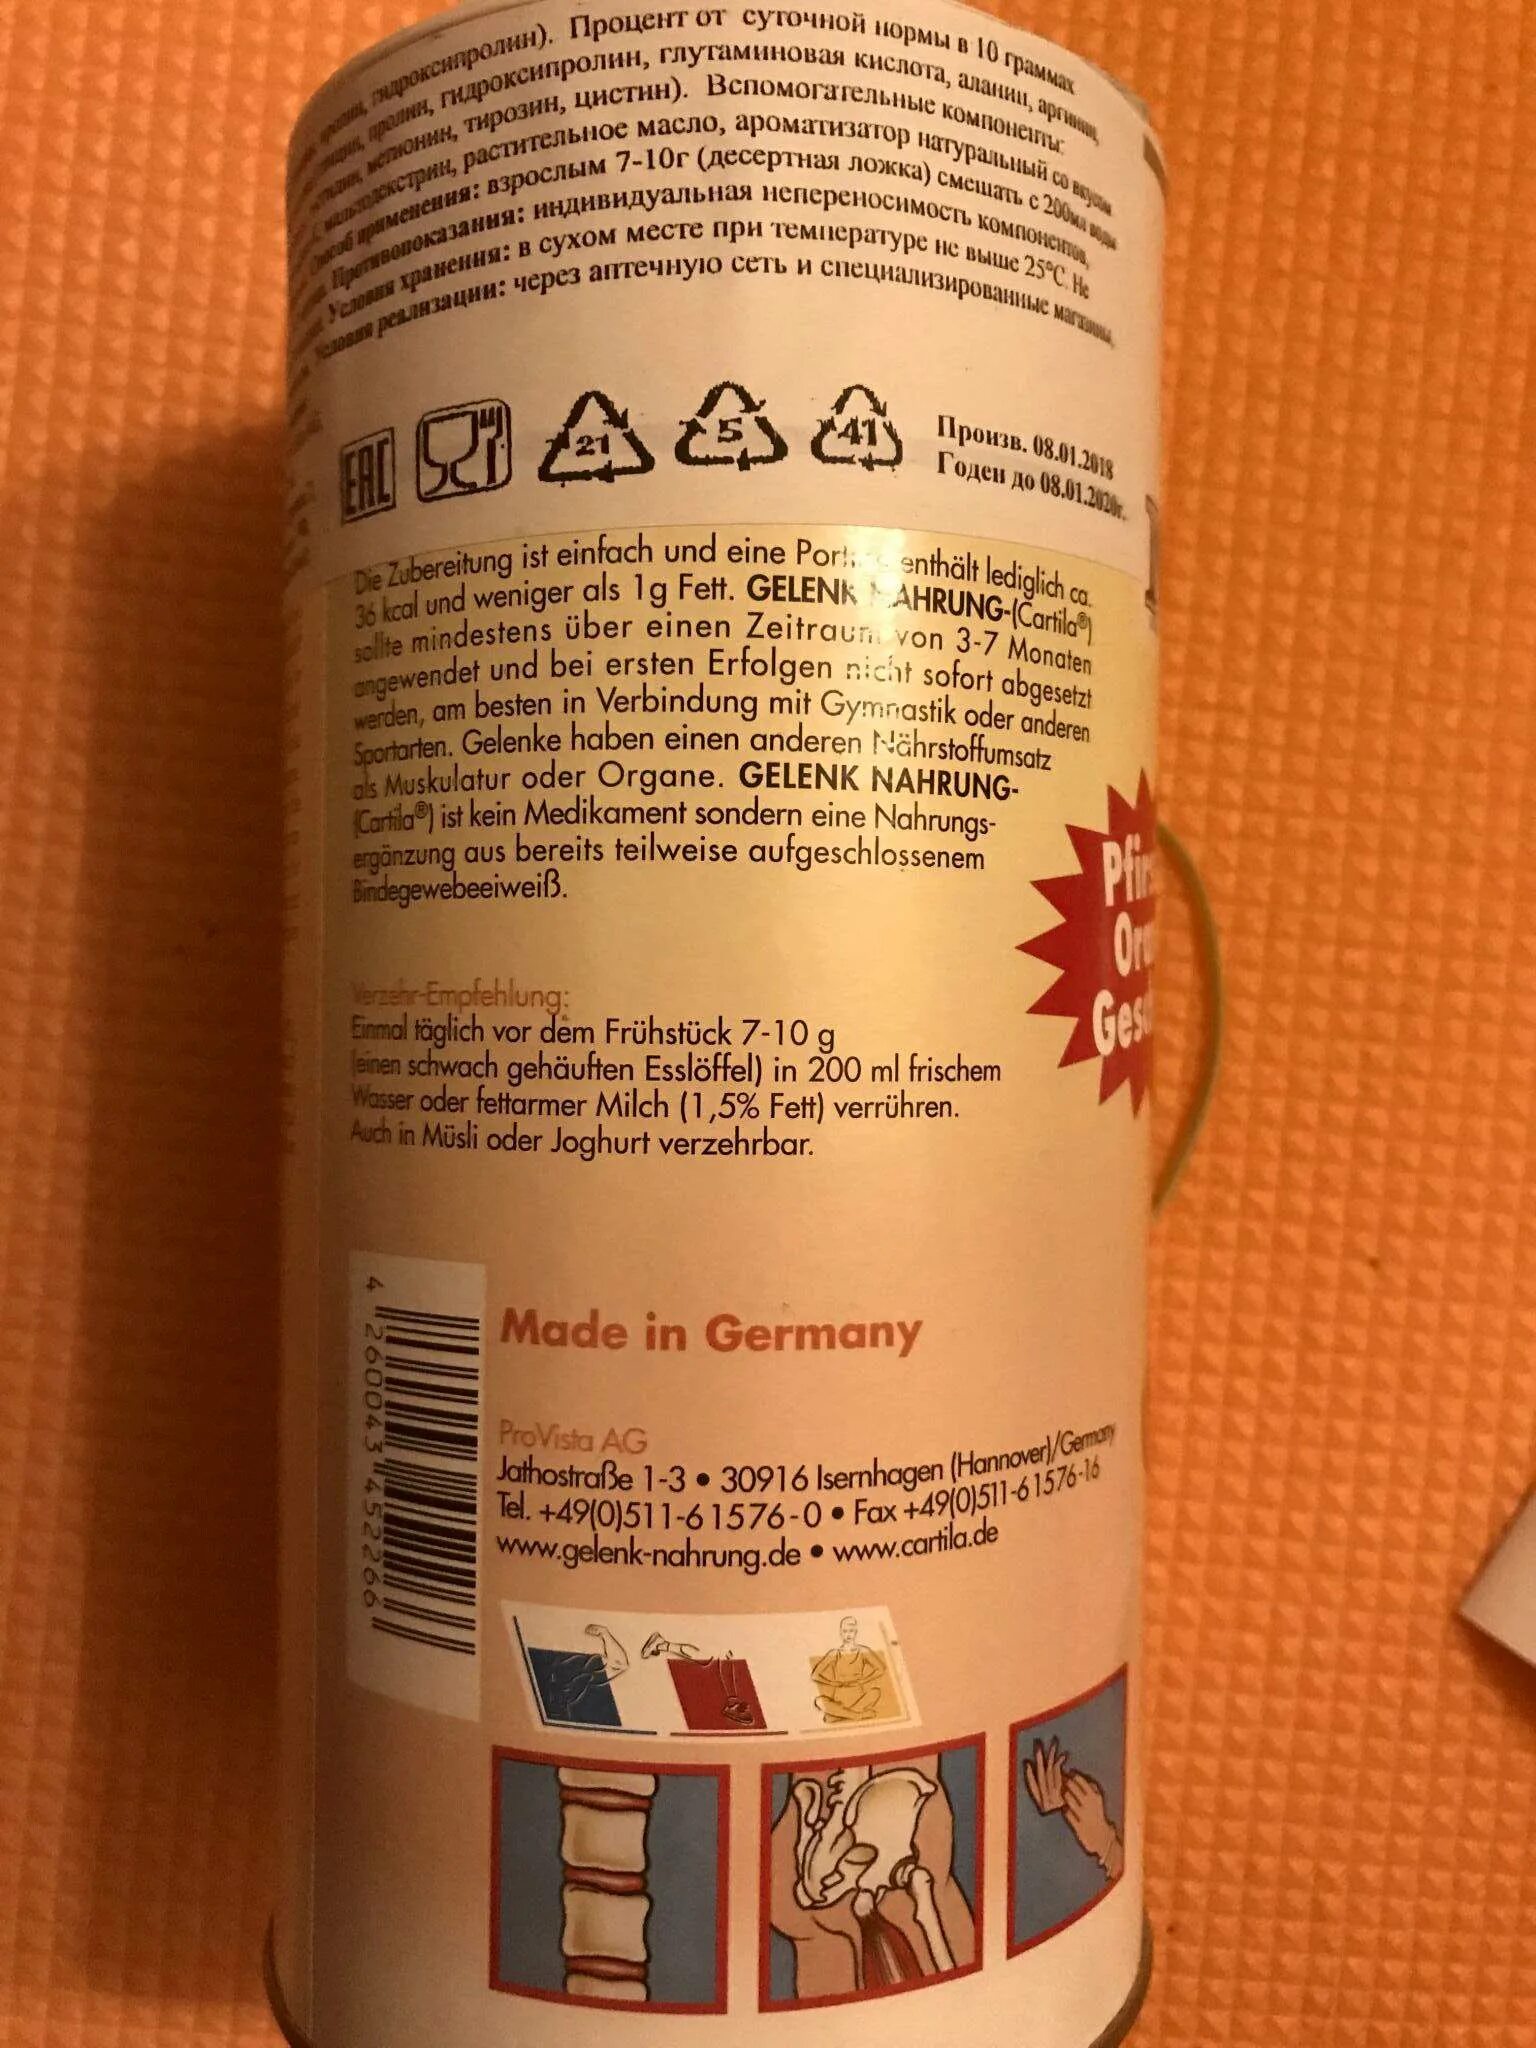 гидроксипролин). Процент от суточной нормы в 10 граммах
пролин, гидроксипролин, глутаминовая кислота, аланин, аргинин,
метионин, тирозин, цистин). Вспомогательные компоненты:
мальтодекстрин, растительное масло, ароматизатор натуральный со вкусом
Способ применения: взрослым 7-10г (десертная ложка) смешать с 200мл воды
Противопоказания: индивидуальная непереносимость компонентов,
Условия хранения: в сухом месте при температуре не выше 25°С. Не
Условия реализации: через аптечную сеть и специализированные
EAC
21
5
41
Произв. 08.01.2018
Годен до 08.01.2020г.
Die Zubereitung ist einfach und eine enthält lediglich ca.
36 kcal und weniger als 1g Fett. GELENK NAHRUNG-(Cartila®)
sollte mindestens über einen Zeitraum von 3-7 Monaten
angewendet und bei ersten Erfolgen nicht sofort abgesetzt
werden, am besten in Verbindung mit Gymnastik oder anderen
Sportarten. Gelenke haben einen anderen Nährstoffumsatz
als Muskulatur oder Organe. GELENK NAHRUNG-
(Cartila®) ist kein Medikament sondern eine Nahrungs-
ergänzung aus bereits teilweise aufgeschlossenem
Bindegewebeeiweiß.
Pfir
Or
Ges
Verzehr-Empfehlung:
Einmal täglich vor dem Frühstück 7-10 g
(einen schwach gehäuften Esslöffel) in 200 ml frischem
Wasser oder fettarmer Milch (1,5% Fett) verrühren.
Auch in Müsli oder Joghurt verzehrbar.
4 260043 452266
Made in Germany
ProVista AG
Jathostraße 1-3 • 30916 Isernhagen (Hannover)/Germany
Tel. +49(0)511-61576-0 • Fax +49(0)511-61576-16
www.gelenk-nahrung.de • www.cartila.de